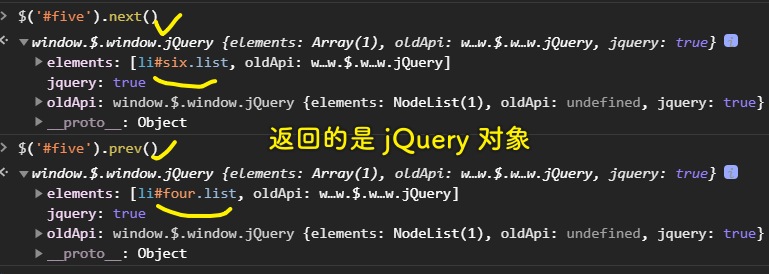 $('#five').next()
window.$.window.jQuery {elements: Array(1), oldApi: w…w.$.w…w.jQuery, jquery: true}
elements: [li#six.list, oldApi: w…w.$.w…w.jQuery]
jquery: true
oldApi: window.$.window.jQuery {elements: NodeList(1), oldApi: undefined, jquery: true}
__proto__: Object
返回的是 jQuery 对象
$('#five').prev()
window.$.window.jQuery {elements: Array(1), oldApi: w…w.$.w…w.jQuery, jquery: true}
elements: [li#four.list, oldApi: w…w.$.w…w.jQuery]
jquery: true
oldApi: window.$.window.jQuery {elements: NodeList(1), oldApi: undefined, jquery: true}
__proto__: Object